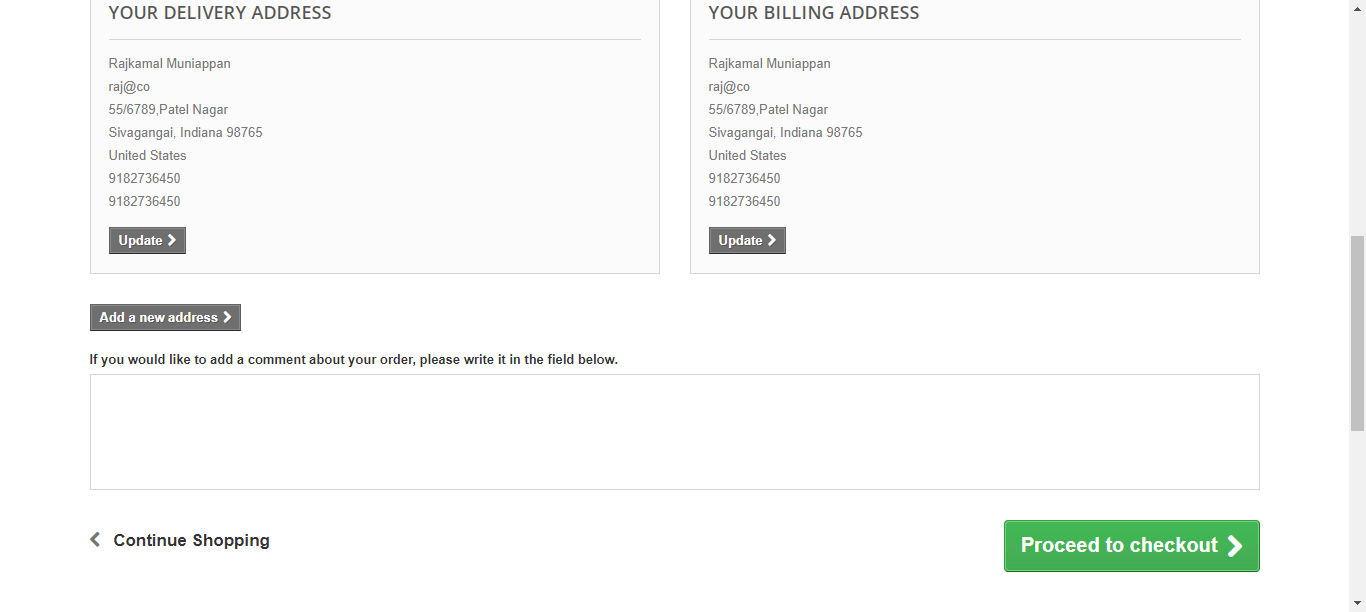 YOUR DELIVERY ADDRESS
Rajkamal Muniappan
raj@co
55/6789,Patel Nagar
Sivagangai, Indiana 98765
United States
9182736450
9182736450
Update
YOUR BILLING ADDRESS
Rajkamal Muniappan
raj@co
55/6789,Patel Nagar
Sivagangai, Indiana 98765
United States
9182736450
9182736450
Update
Add a new address
If you would like to add a comment about your order, please write it in the field below.
Continue Shopping
Proceed to checkout